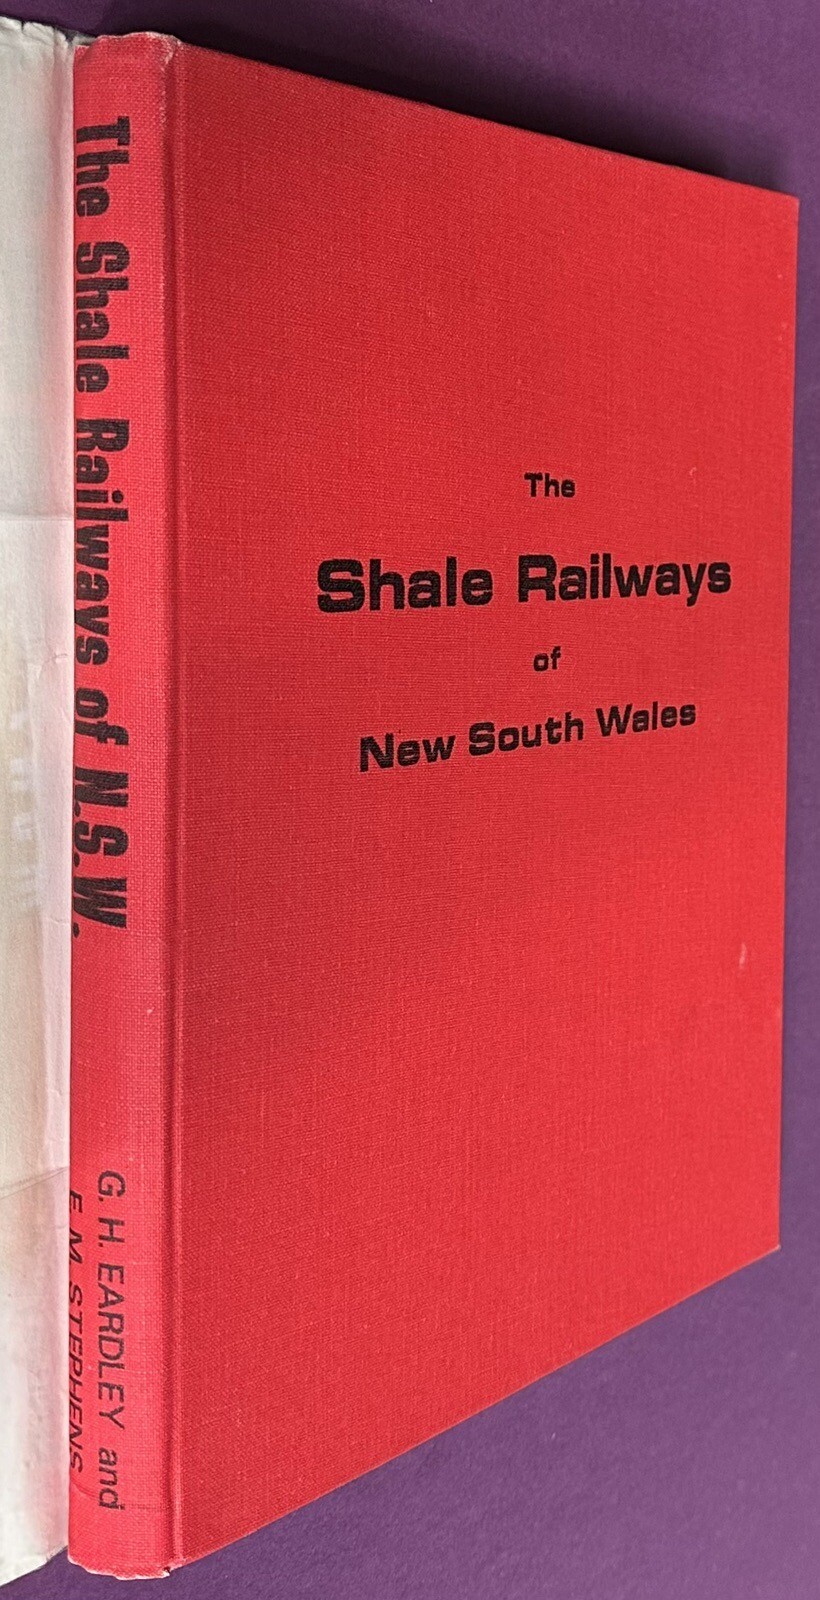 The Shale Railways of N.S.W.
G. H. EARDLEY and
E. M. STEPHENS
The
Shale Railways
of
New South Wales